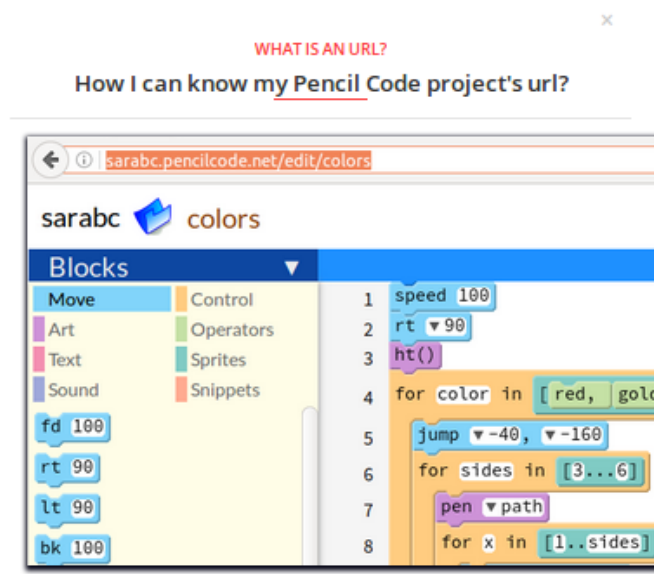 ×
WHAT IS AN URL?
How I can know my Pencil Code project's url?
sarabc.pencilcode.net/edit/colors
sarabc colors
Blocks ▼
Move Control
Art Operators
Text Sprites
Sound Snippets
fd 100
rt 90
lt 90
bk 100
1 speed 100
2 rt ▼90
3 ht()
4 for color in [red,
5 jump ▼-40, ▼-160
6 for sides in [3...6]
7 pen ▼path
8 for x in [1..sides]